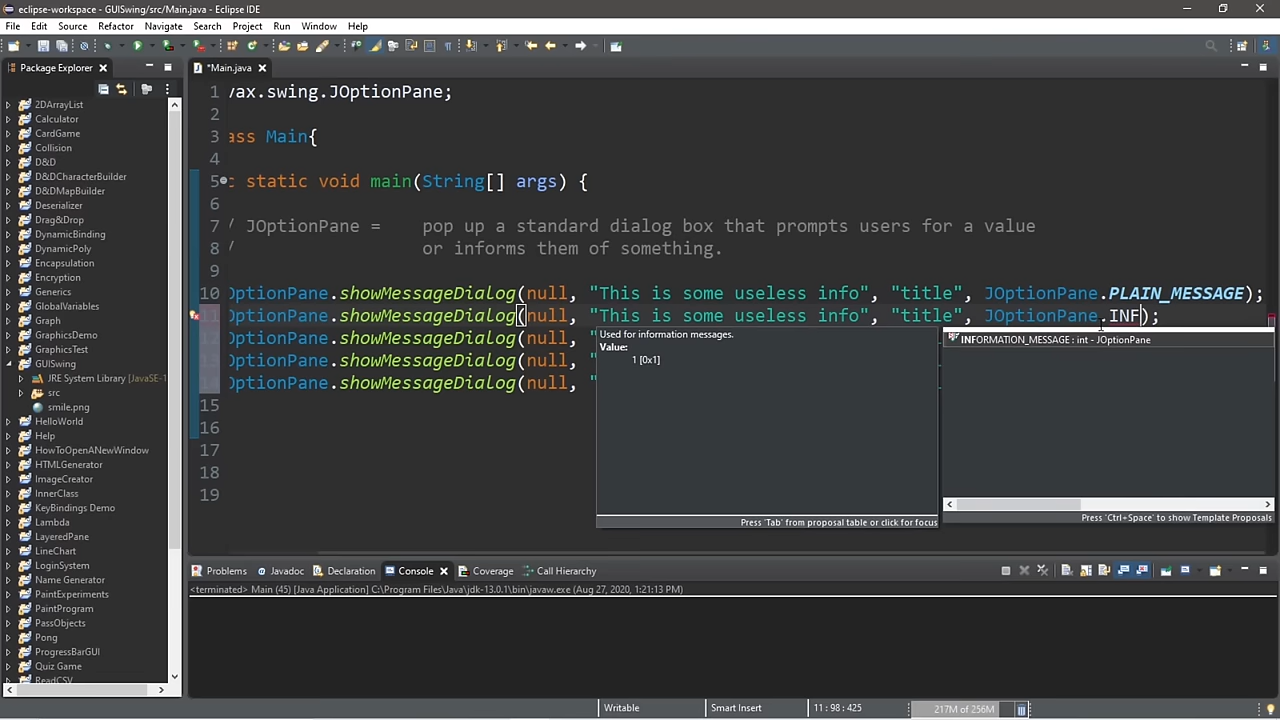 eclipse-workspace - GUISwing/src/Main.java - Eclipse IDE
File Edit Source Refactor Navigate Search Project Run Window Help
Package Explorer
*Main.java
2DArrayList
Calculator
CardGame
Collision
D&D
D&DCharacterBuilder
D&DMapBuilder
Deserializer
Drag&Drop
DynamicBinding
DynamicPoly
Encapsulation
Encryption
Generics
GlobalVariables
Graph
GraphicsDemo
GraphicsTest
GUISwing
JRE System Library [JavaSE-1
src
smile.png
HelloWorld
Help
HowToOpenANewWindow
HTMLGenerator
ImageCreator
InnerClass
KeyBindings Demo
Lambda
LayeredPane
LineChart
LoginSystem
Name Generator
PaintExperiments
PaintProgram
PassObjects
Pong
ProgressBarGUI
Quiz Game
ReadCSV
1 vax.swing.JOptionPane;
2
3 ass Main{
4
5 c static void main(String[] args) {
6
7 / JOptionPane = pop up a standard dialog box that prompts users for a value
8 / or informs them of something.
9
10 OptionPane.showMessageDialog(null, "This is some useless info", "title", JOptionPane.PLAIN_MESSAGE);
11 OptionPane.showMessageDialog(null, "This is some useless info", "title", JOptionPane.INF);
OptionPane.showMessageDialog(null, "
OptionPane.showMessageDialog(null, "
OptionPane.showMessageDialog(null, "
15
16
17
18
19
Used for information messages.
Value:
1 [0x1]
Press 'Tab' from proposal table or click for focus
INFORMATION_MESSAGE : int - JOptionPane
Press 'Ctrl+Space' to show Template Proposals
Problems Javadoc Declaration Console Coverage Call Hierarchy
<terminated> Main (45) [Java Application] C:\Program Files\Java\jdk-13.0.1\bin\javaw.exe (Aug 27, 2020, 1:21:13 PM)
Writable Smart Insert 11 : 98 : 425 217M of 256M